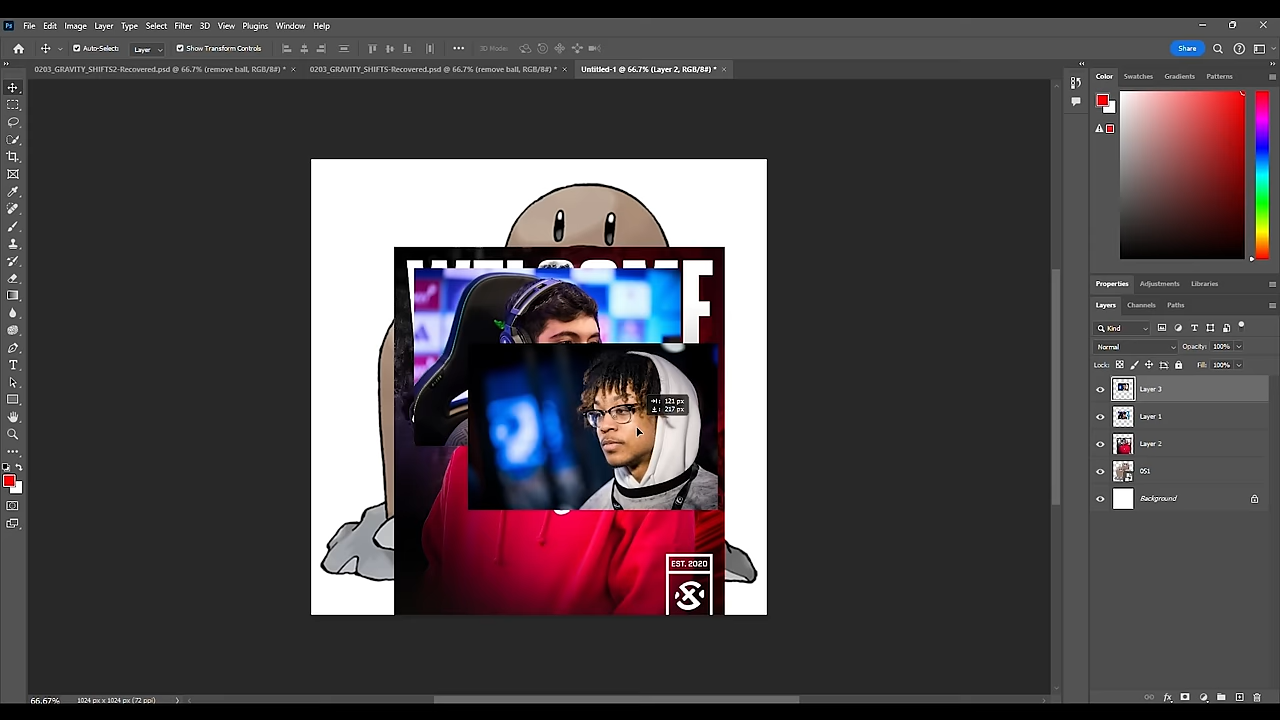 Ps File Edit Image Layer Type Select Filter 3D View Plugins Window Help
Auto-Select: Layer Show Transform Controls 3D Mode: Share
0203_GRAVITY_SHIFTS2-Recovered.psd @ 66.7% (remove ball, RGB/8#) * × 0203_GRAVITY_SHIFTS-Recovered.psd @ 66.7% (remove ball, RGB/8#) * × Untitled-1 @ 66.7% (Layer 2, RGB/8#) * ×
Color Swatches Gradients Patterns
WELCOME
121 px
217 px
EST. 2020
Properties Adjustments Libraries
Layers Channels Paths
Kind
Normal Opacity: 100%
Lock: Fill: 100%
Layer 3
Layer 1
Layer 2
0S1
Background
66.67% 1024 px x 1024 px (72 ppi)
fx